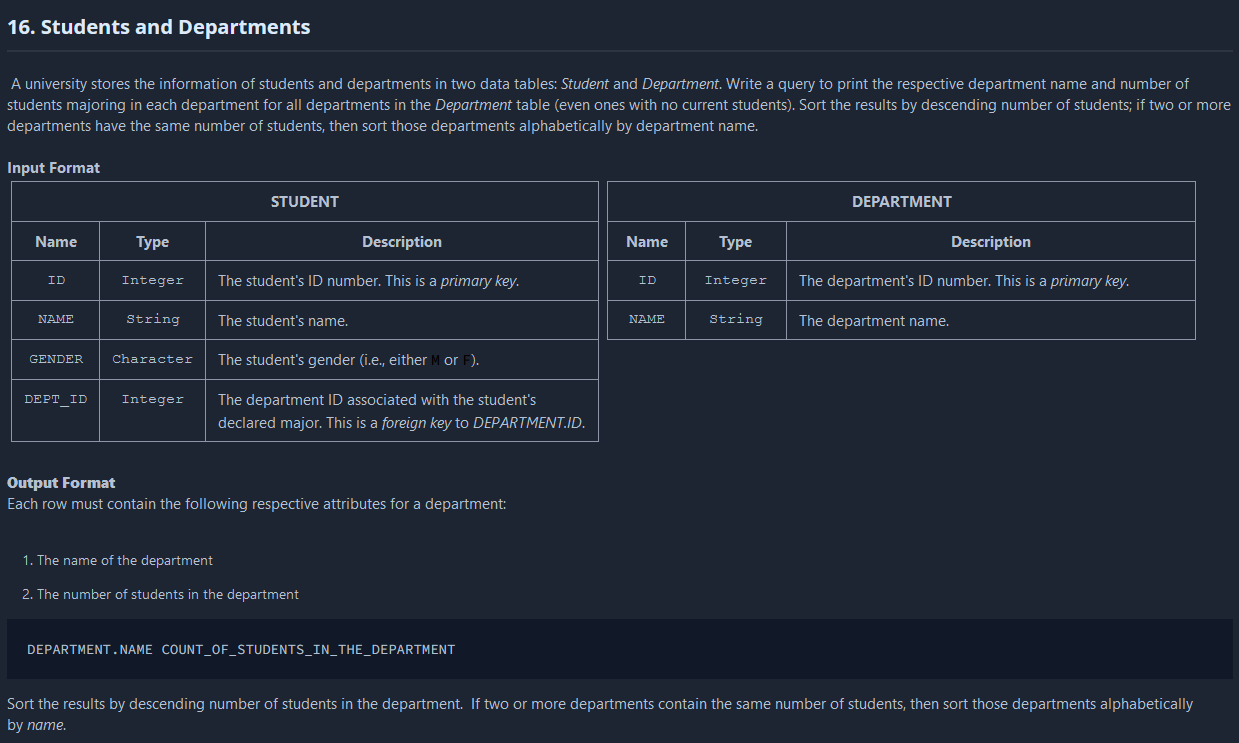 16. Students and Departments
A university stores the information of students and departments in two data tables: Student and Department. Write a query to print the respective department name and number of
students majoring in each department for all departments in the Department table (even ones with no current students). Sort the results by descending number of students; if two or more
departments have the same number of students, then sort those departments alphabetically by department name.
Input Format
STUDENT
Name Type Description
ID Integer The student's ID number. This is a primary key.
NAME String The student's name.
GENDER Character The student's gender (i.e., either M or F).
DEPT_ID Integer The department ID associated with the student's
declared major. This is a foreign key to DEPARTMENT.ID.
DEPARTMENT
Name Type Description
ID Integer The department's ID number. This is a primary key.
NAME String The department name.
Output Format
Each row must contain the following respective attributes for a department:
1. The name of the department
2. The number of students in the department
DEPARTMENT.NAME COUNT_OF_STUDENTS_IN_THE_DEPARTMENT
Sort the results by descending number of students in the department.  If two or more departments contain the same number of students, then sort those departments alphabetically
by name.